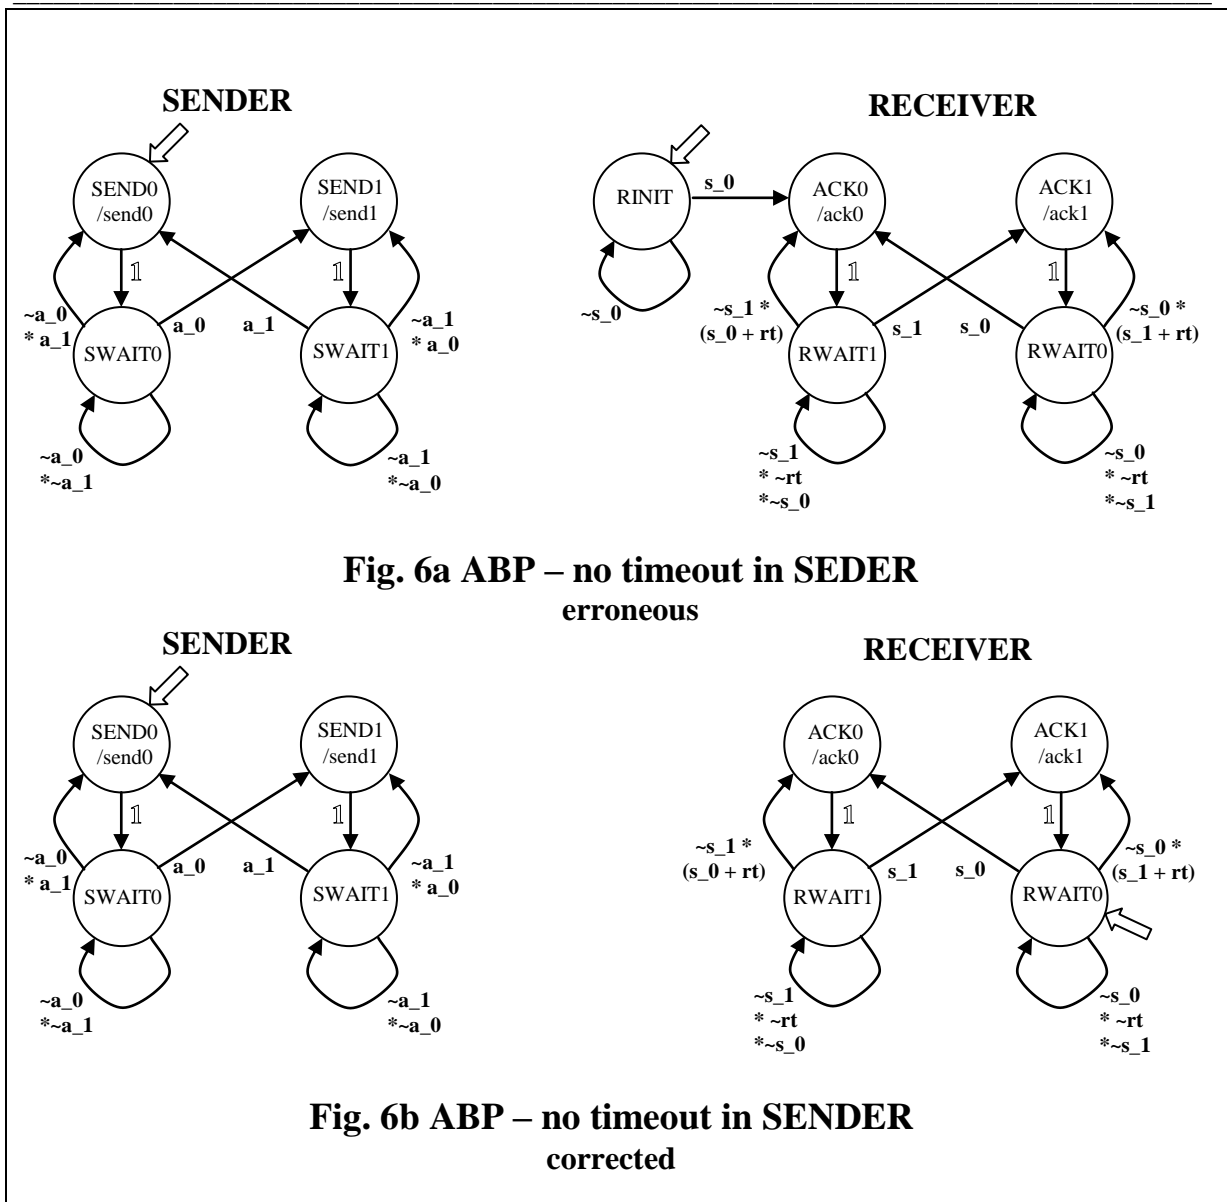 SENDER
RECEIVER
SEND0
/send0
SEND1
/send1
RINIT
s_0
ACK0
/ack0
ACK1
/ack1
𝟙
𝟙
𝟙
𝟙
~a_0
* a_1
a_0
a_1
~a_1
* a_0
~s_0
~s_1 *
(s_0 + rt)
s_1
s_0
~s_0 *
(s_1 + rt)
SWAIT0
SWAIT1
RWAIT1
RWAIT0
~a_0
*~a_1
~a_1
*~a_0
~s_1
* ~rt
*~s_0
~s_0
* ~rt
*~s_1
Fig. 6a ABP – no timeout in SEDER
erroneous
SENDER
RECEIVER
SEND0
/send0
SEND1
/send1
ACK0
/ack0
ACK1
/ack1
𝟙
𝟙
𝟙
𝟙
~a_0
* a_1
a_0
a_1
~a_1
* a_0
~s_1 *
(s_0 + rt)
s_1
s_0
~s_0 *
(s_1 + rt)
SWAIT0
SWAIT1
RWAIT1
RWAIT0
~a_0
*~a_1
~a_1
*~a_0
~s_1
* ~rt
*~s_0
~s_0
* ~rt
*~s_1
Fig. 6b ABP – no timeout in SENDER
corrected